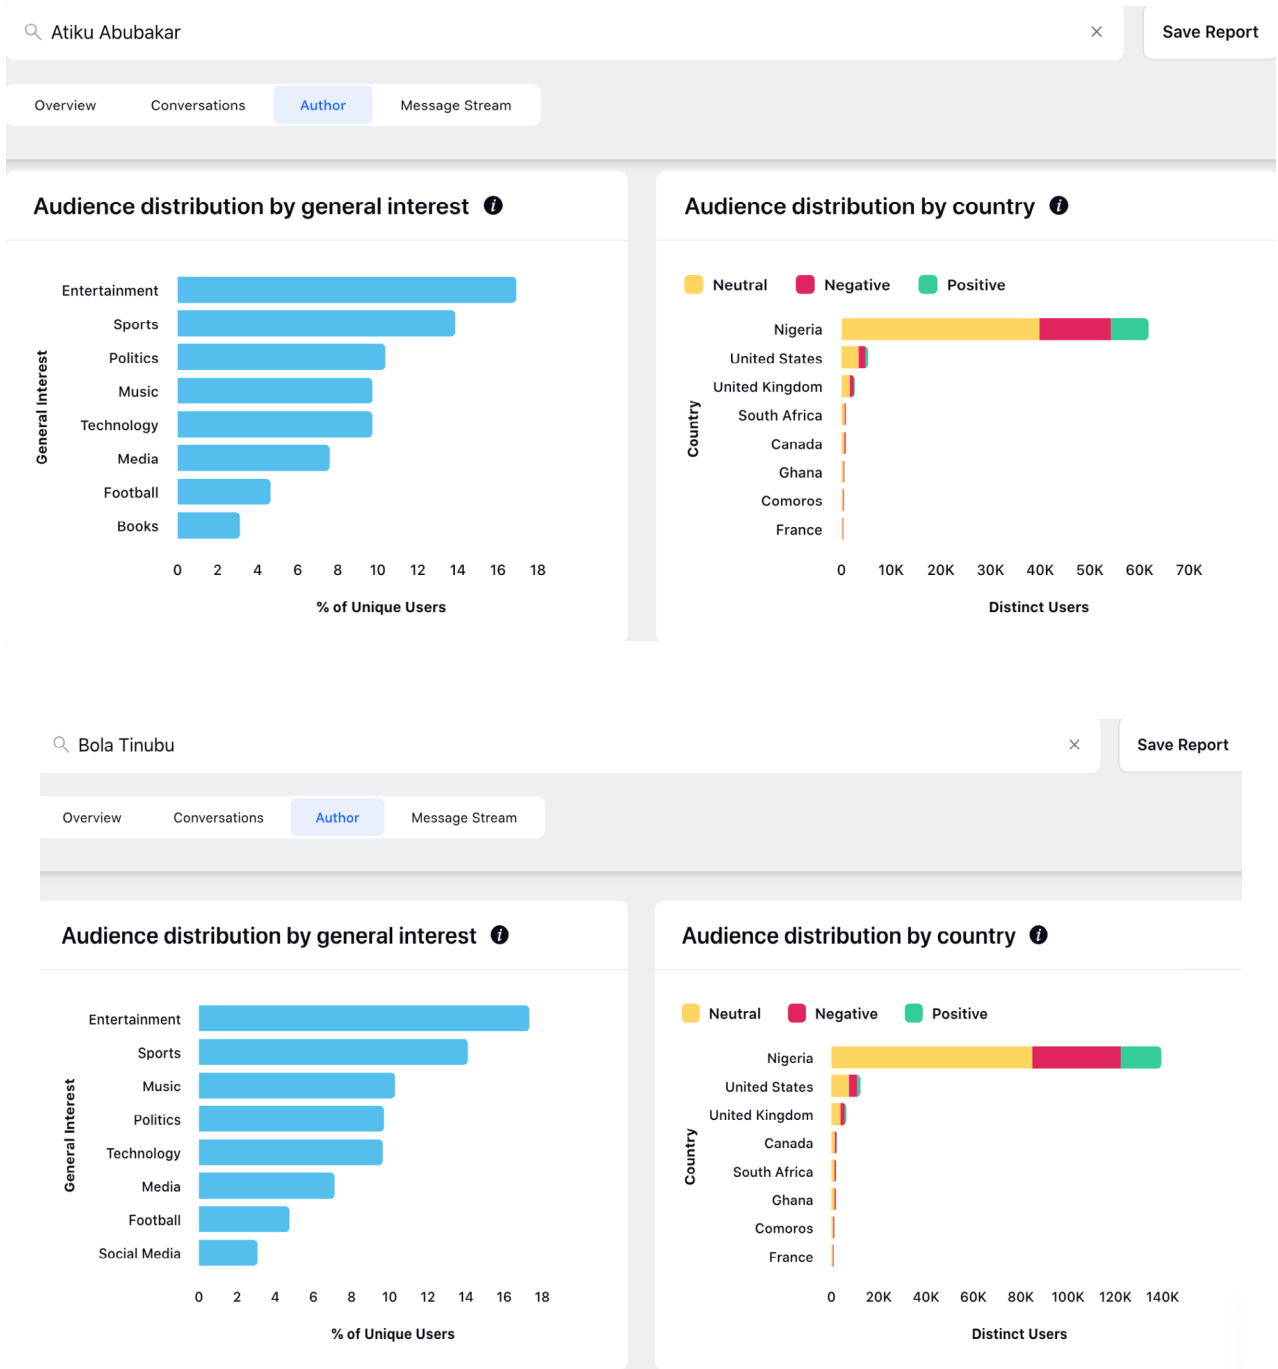 Atiku Abubakar
Save Report
Overview Conversations Author Message Stream
Audience distribution by general interest
General Interest
Entertainment
Sports
Politics
Music
Technology
Media
Football
Books
0 2 4 6 8 10 12 14 16 18
% of Unique Users
Audience distribution by country
Neutral Negative Positive
Country
Nigeria
United States
United Kingdom
South Africa
Canada
Ghana
Comoros
France
0 10K 20K 30K 40K 50K 60K 70K
Distinct Users
Bola Tinubu
Save Report
Overview Conversations Author Message Stream
Audience distribution by general interest
General Interest
Entertainment
Sports
Music
Politics
Technology
Media
Football
Social Media
0 2 4 6 8 10 12 14 16 18
% of Unique Users
Audience distribution by country
Neutral Negative Positive
Country
Nigeria
United States
United Kingdom
Canada
South Africa
Ghana
Comoros
France
0 20K 40K 60K 80K 100K 120K 140K
Distinct Users